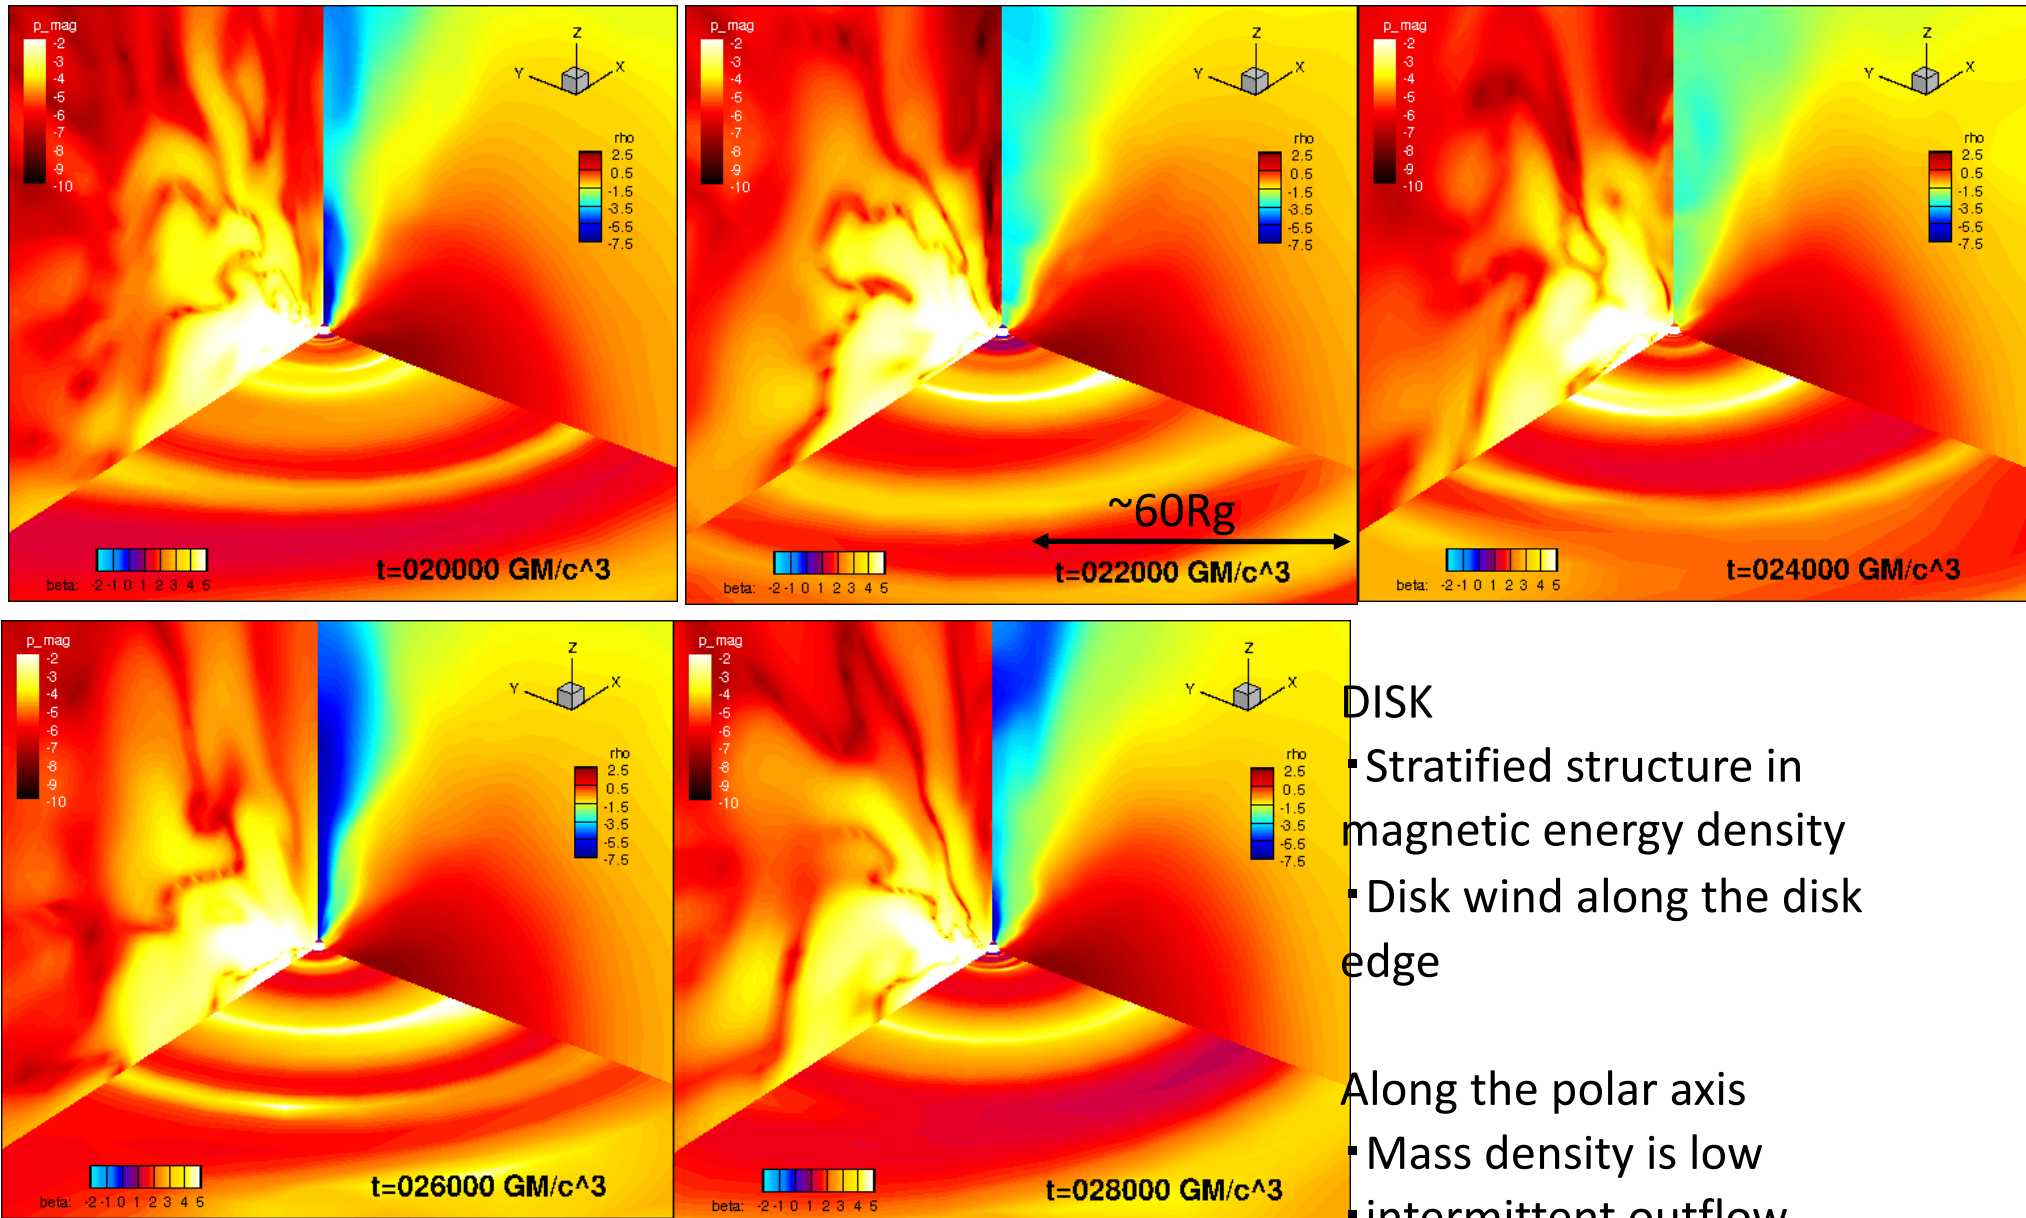 p_mag
-2
-3
-4
-5
-6
-7
-8
-9
-10
Z
Y
X
rho
2.5
0.5
-1.5
-3.5
-5.5
-7.5
beta: -2 -1 0 1 2 3 4 5
t=020000 GM/c^3
p_mag
-2
-3
-4
-5
-6
-7
-8
-9
-10
Z
Y
X
rho
2.5
0.5
-1.5
-3.5
-5.5
-7.5
~60Rg
beta: -2 -1 0 1 2 3 4 5
t=022000 GM/c^3
p_mag
-2
-3
-4
-5
-6
-7
-8
-9
-10
Z
Y
X
rho
2.5
0.5
-1.5
-3.5
-5.5
-7.5
beta: -2 -1 0 1 2 3 4 5
t=024000 GM/c^3
p_mag
-2
-3
-4
-5
-6
-7
-8
-9
-10
Z
Y
X
rho
2.5
0.5
-1.5
-3.5
-5.5
-7.5
beta: -2 -1 0 1 2 3 4 5
t=026000 GM/c^3
p_mag
-2
-3
-4
-5
-6
-7
-8
-9
-10
Z
Y
X
rho
2.5
0.5
-1.5
-3.5
-5.5
-7.5
beta: -2 -1 0 1 2 3 4 5
t=028000 GM/c^3
DISK
▪Stratified structure in
magnetic energy density
▪Disk wind along the disk
edge
Along the polar axis
▪Mass density is low
▪intermittent outflow